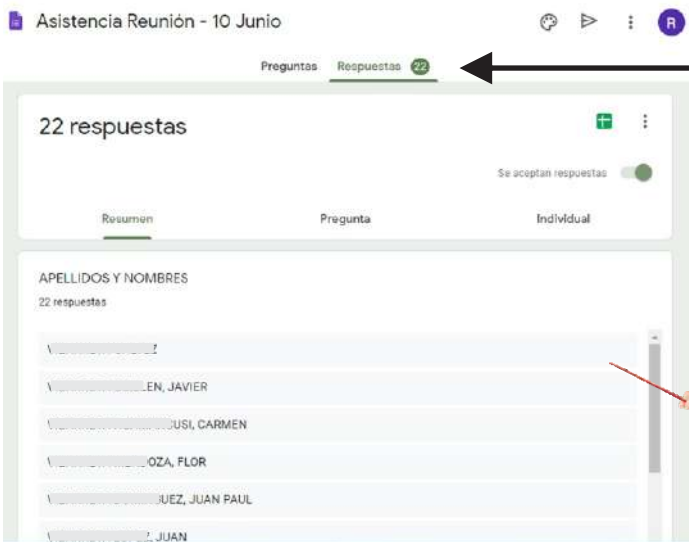 Asistencia Reunión - 10 Junio
R
Preguntas Respuestas 22
22 respuestas
Se aceptan respuestas
Resumen Pregunta Individual
APELLIDOS Y NOMBRES
22 respuestas
EN, JAVIER
USI, CARMEN
OZA, FLOR
UEZ, JUAN PAUL
JUAN